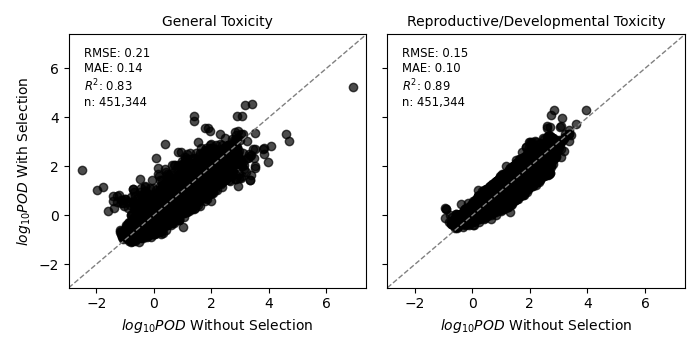 General Toxicity
RMSE: 0.21
MAE: 0.14
R²: 0.83
n: 451,344
6
4
2
0
−2
log₁₀POD With Selection
−2
0
2
4
6
log₁₀POD Without Selection
Reproductive/Developmental Toxicity
RMSE: 0.15
MAE: 0.10
R²: 0.89
n: 451,344
−2
0
2
4
6
log₁₀POD Without Selection